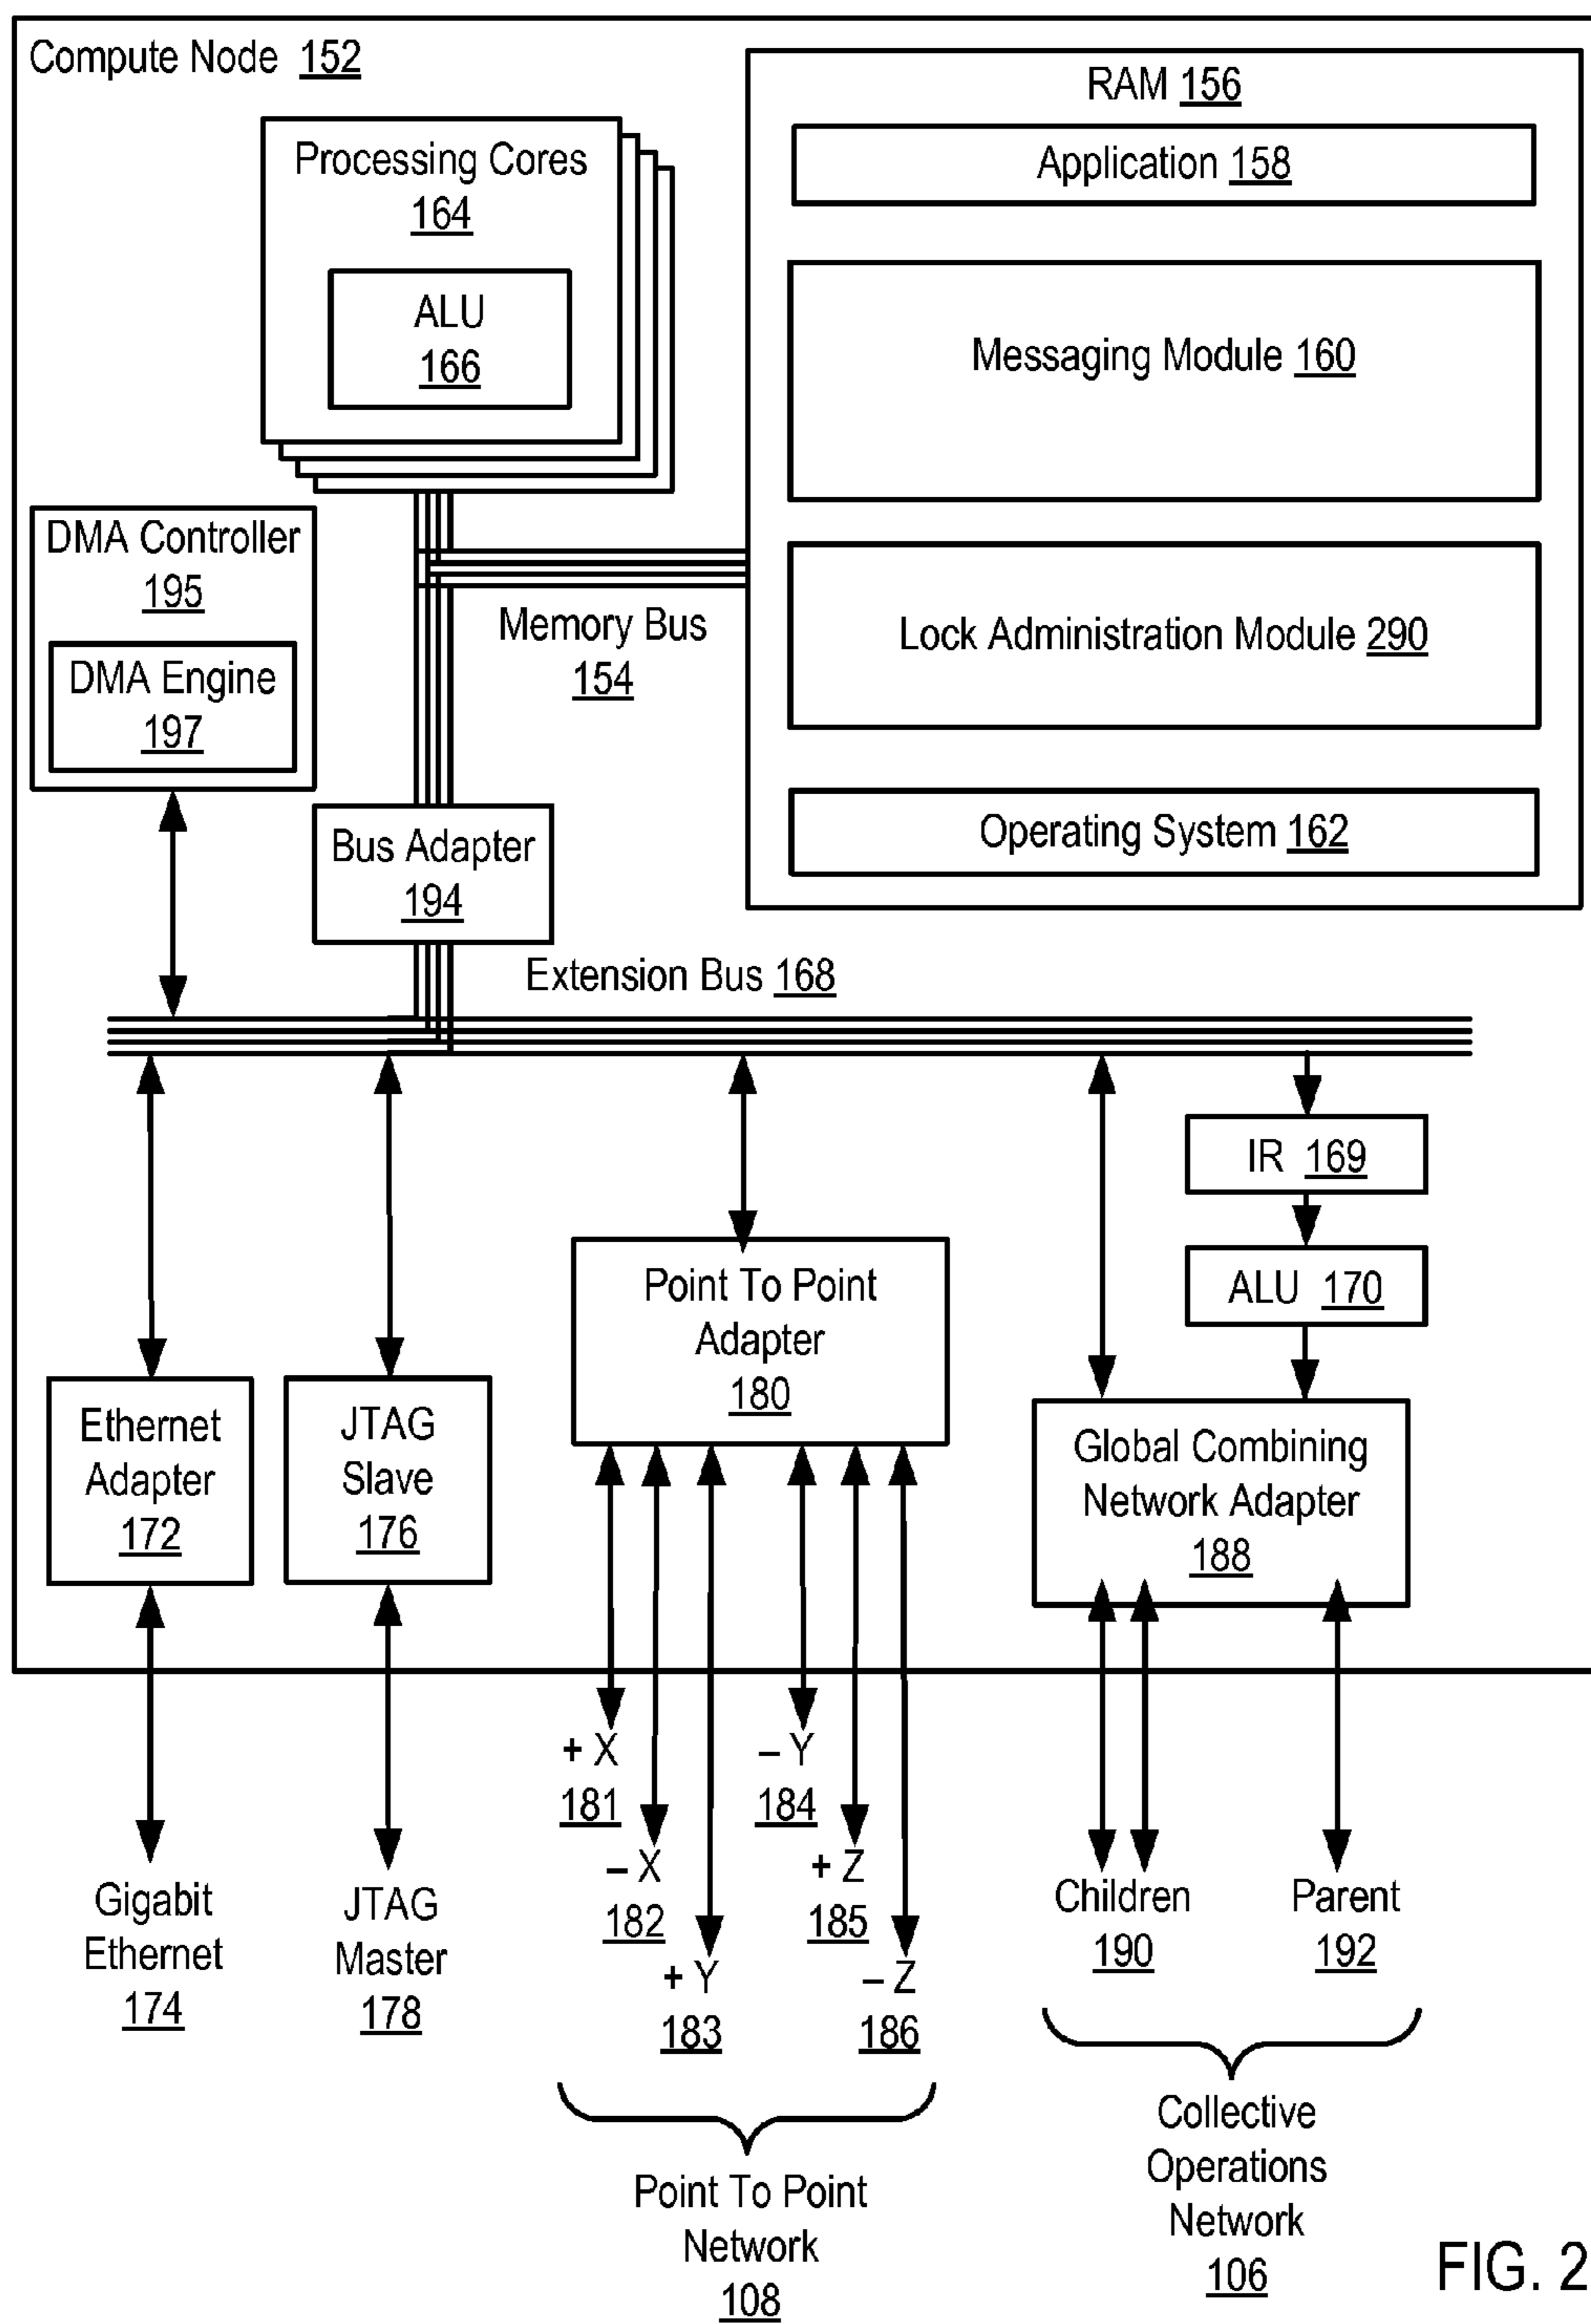 Compute Node 152
RAM 156
Application 158
Messaging Module 160
Lock Administration Module 290
Operating System 162
Processing Cores
164
ALU
166
DMA Controller
195
DMA Engine
197
Memory Bus
154
Bus Adapter
194
Extension Bus 168
IR 169
ALU 170
Point To Point
Adapter
180
Ethernet
Adapter
172
JTAG
Slave
176
Global Combining
Network Adapter
188
+ X
181
– X
182
+ Y
183
– Y
184
+ Z
185
– Z
186
Gigabit
Ethernet
174
JTAG
Master
178
Children
190
Parent
192
Point To Point
Network
108
Collective
Operations
Network
106
FIG. 2